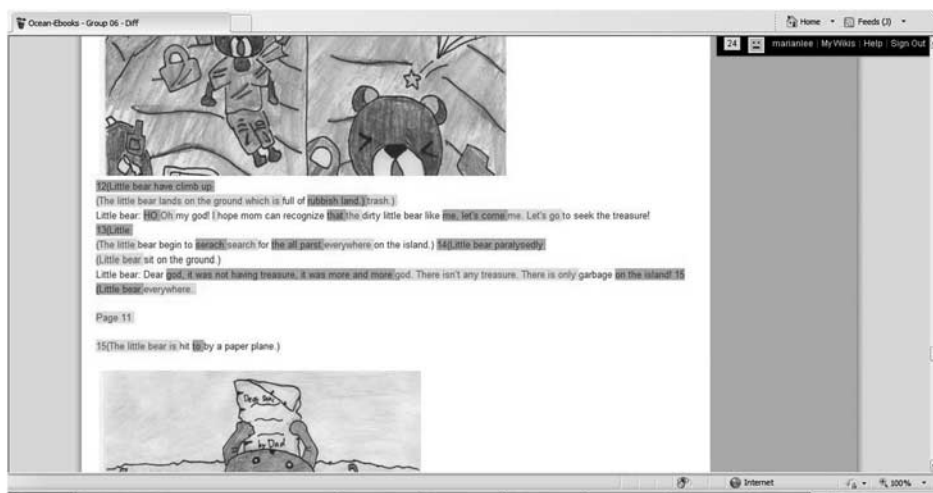 Ocean-Ebooks - Group 06 - Diff
Home
Feeds (J)
24 marianlee | My Wikis | Help | Sign Out
12(Little bear have climb up
(The little bear lands on the ground which is full of rubbish land.) trash.)
Little bear: HO Oh my god! I hope mom can recognize that the dirty little bear like me, let's come me. Let's go to seek the treasure!
13(Little
(The little bear begin to serach search for the all parst everywhere on the island.) 14(Little bear paralysedly
(Little bear sit on the ground.)
Little bear: Dear god, it was not having treasure, it was more and more god. There isn't any treasure. There is only garbage on the island! 15
(Little bear everywhere.
Page 11
15(The little bear is hit to by a paper plane.)
Dear Son,
by Dad
Internet
100%